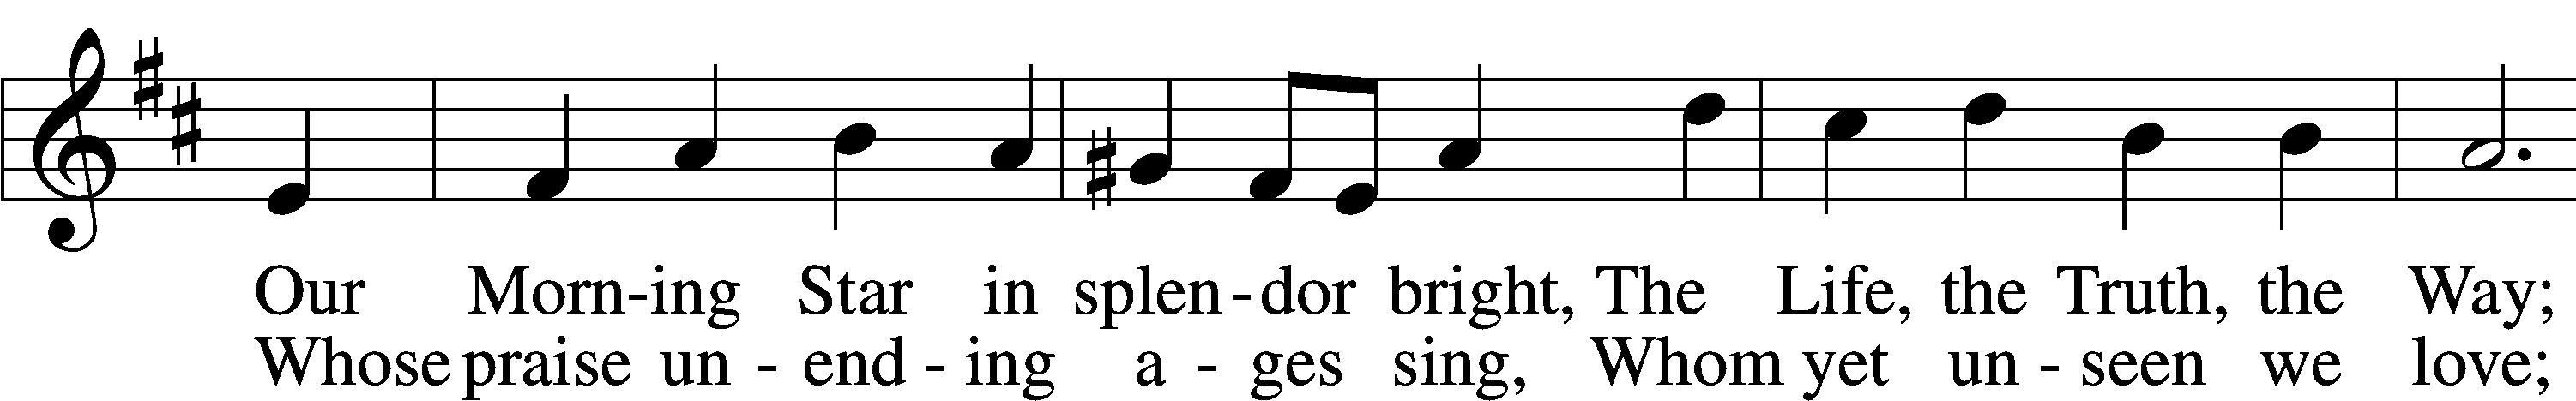 Our Morn-ing Star in splen-dor bright, The Life, the Truth, the Way;
Whose praise un - end - ing a - ges sing, Whom yet un - seen we love;